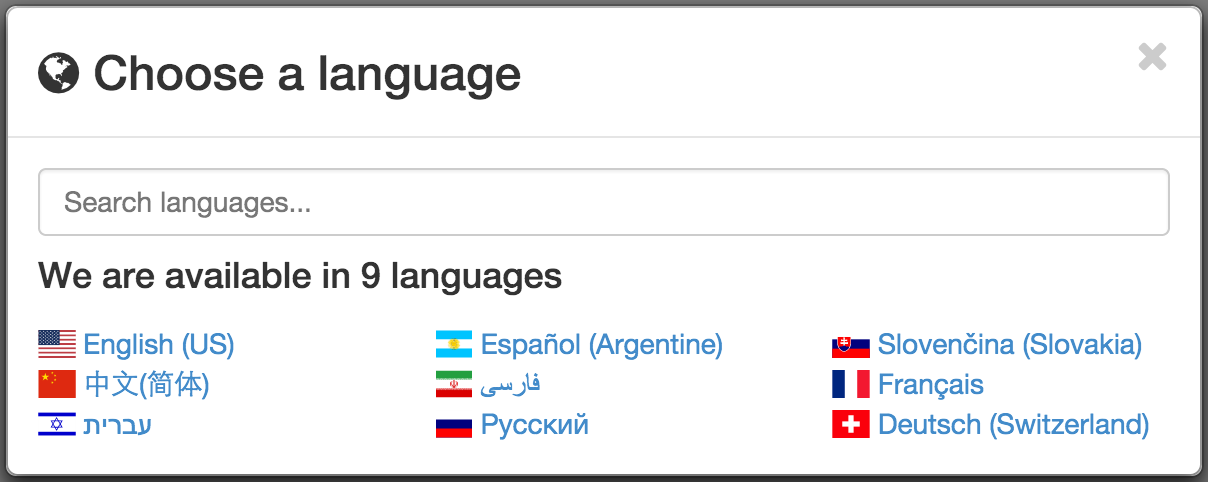 Choose a language
Search languages...
We are available in 9 languages
English (US) Español (Argentine) Slovenčina (Slovakia)
中文(简体) فارسی Français
עברית Русский Deutsch (Switzerland)